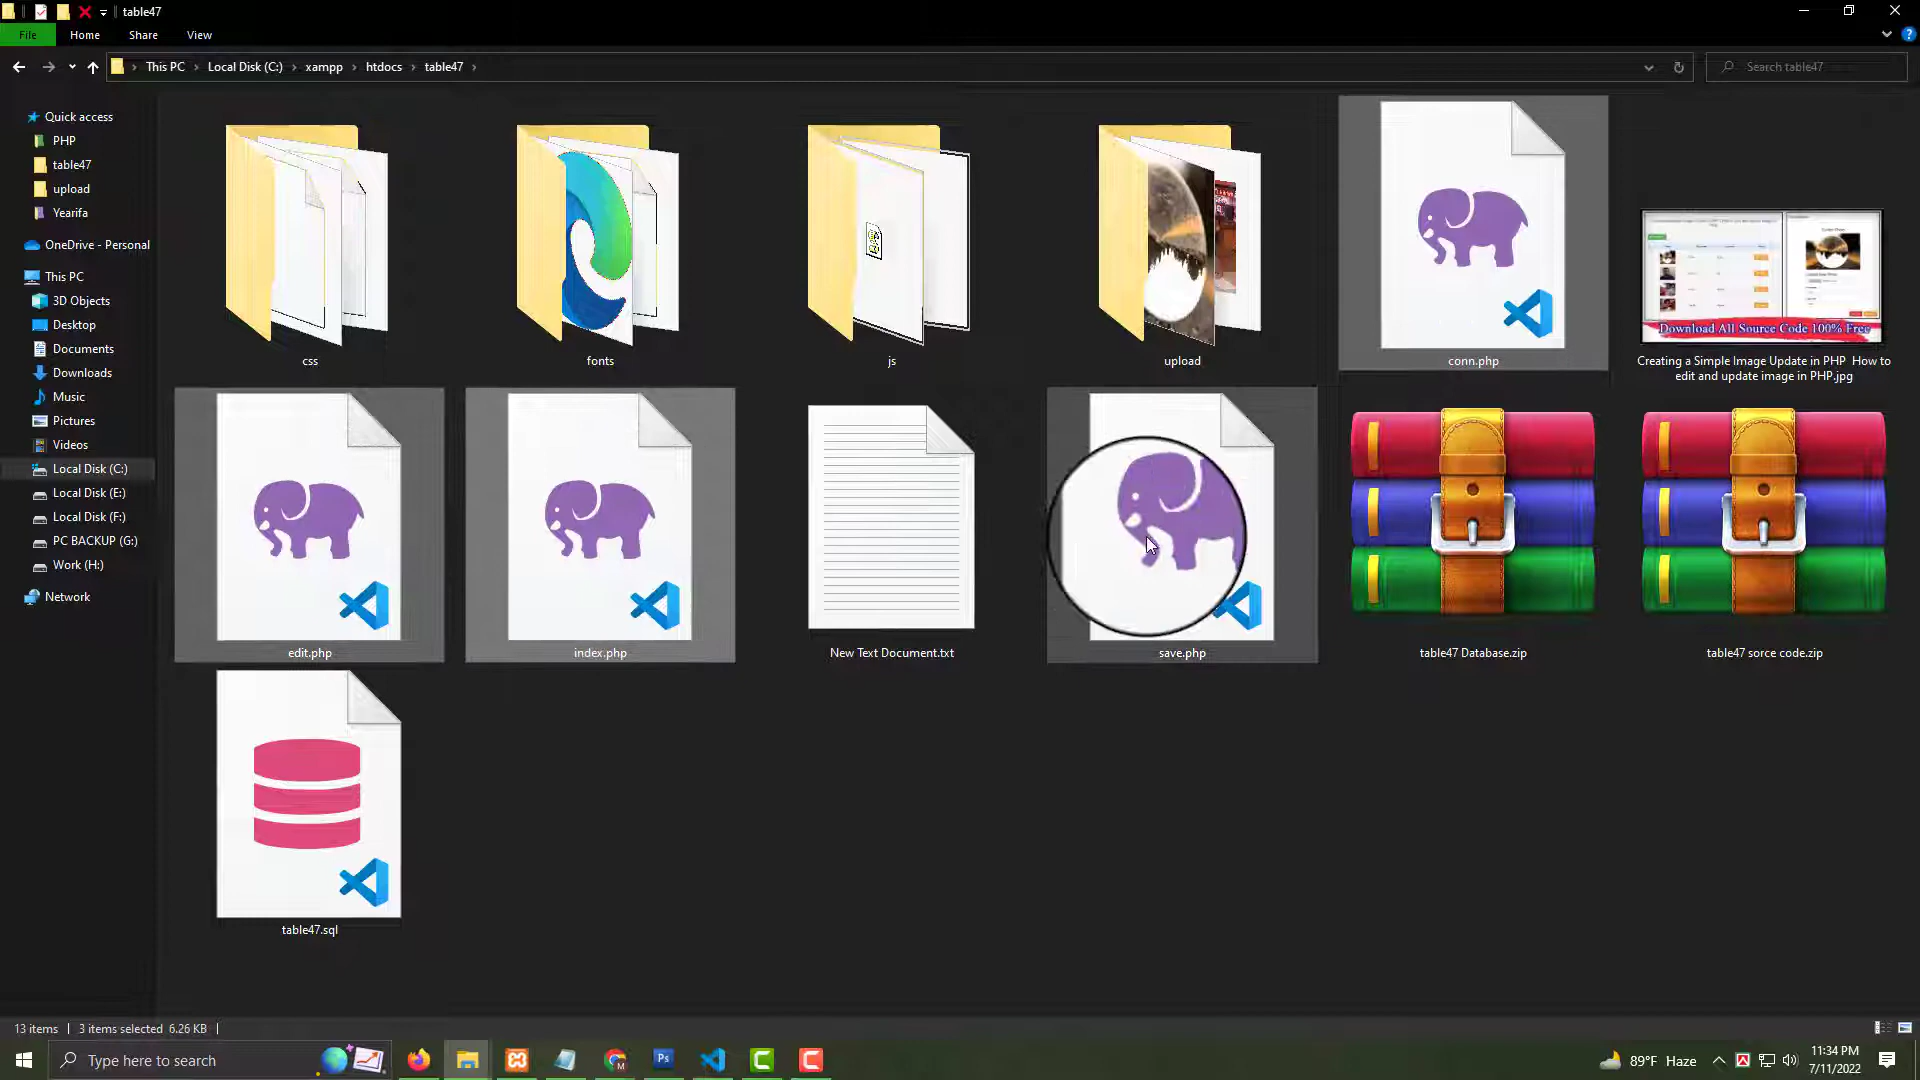 table47
File
Home
Share
View
This PC
Local Disk (C:)
xampp
htdocs
table47
Search table47
Quick access
PHP
table47
upload
Yearifa
OneDrive - Personal
This PC
3D Objects
Desktop
Documents
Downloads
Music
Pictures
Videos
Local Disk (C:)
Local Disk (E:)
Local Disk (F:)
PC BACKUP (G:)
Work (H:)
Network
css
fonts
js
upload
conn.php
Download All Source Code 100% Free
Creating a Simple Image Update in PHP How to
edit and update image in PHP.jpg
edit.php
index.php
New Text Document.txt
save.php
table47 Database.zip
table47 sorce code.zip
table47.sql
13 items
3 items selected 6.26 KB
Type here to search
Ps
M
89°F Haze
11:34 PM
7/11/2022